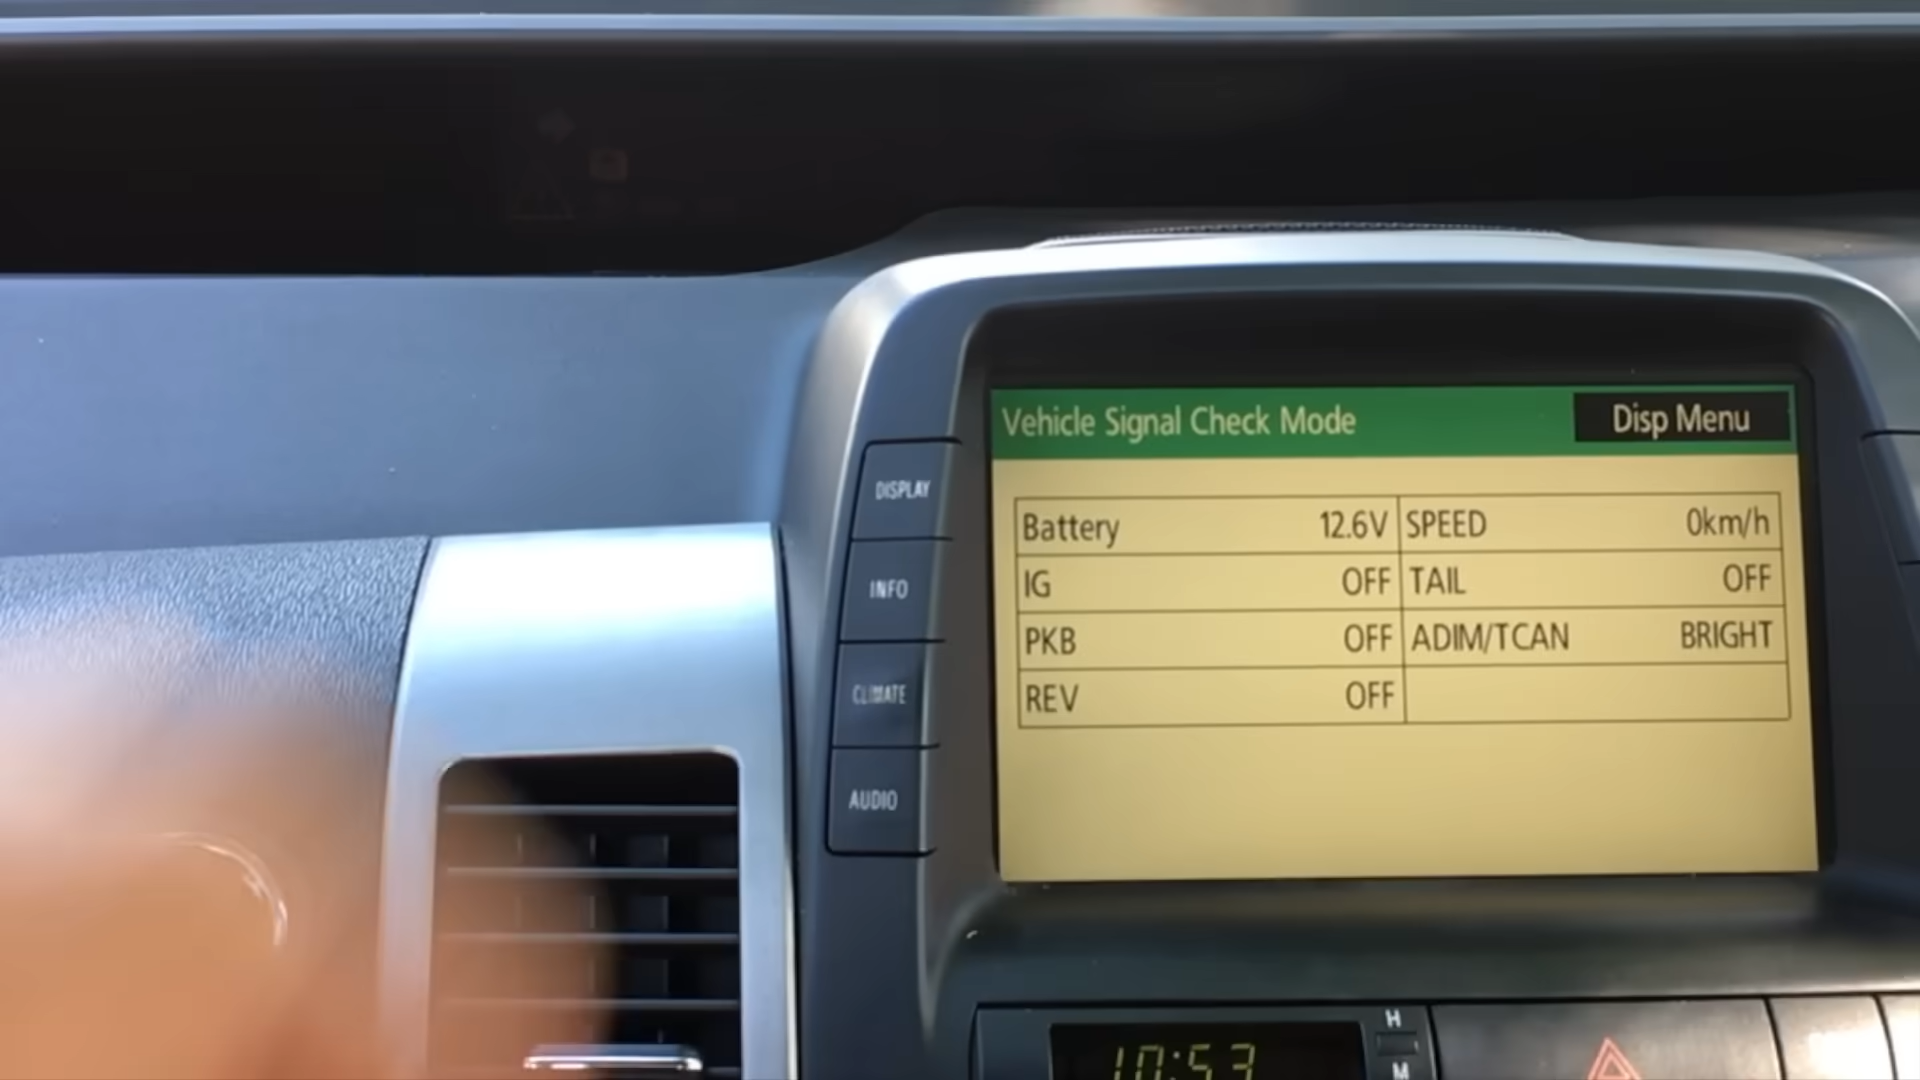 Vehicle Signal Check Mode Disp Menu
Battery 12.6V SPEED 0km/h
IG OFF TAIL OFF
PKB OFF ADIM/TCAN BRIGHT
REV OFF
DISPLAY
INFO
CLIMATE
AUDIO
10:53
H
M